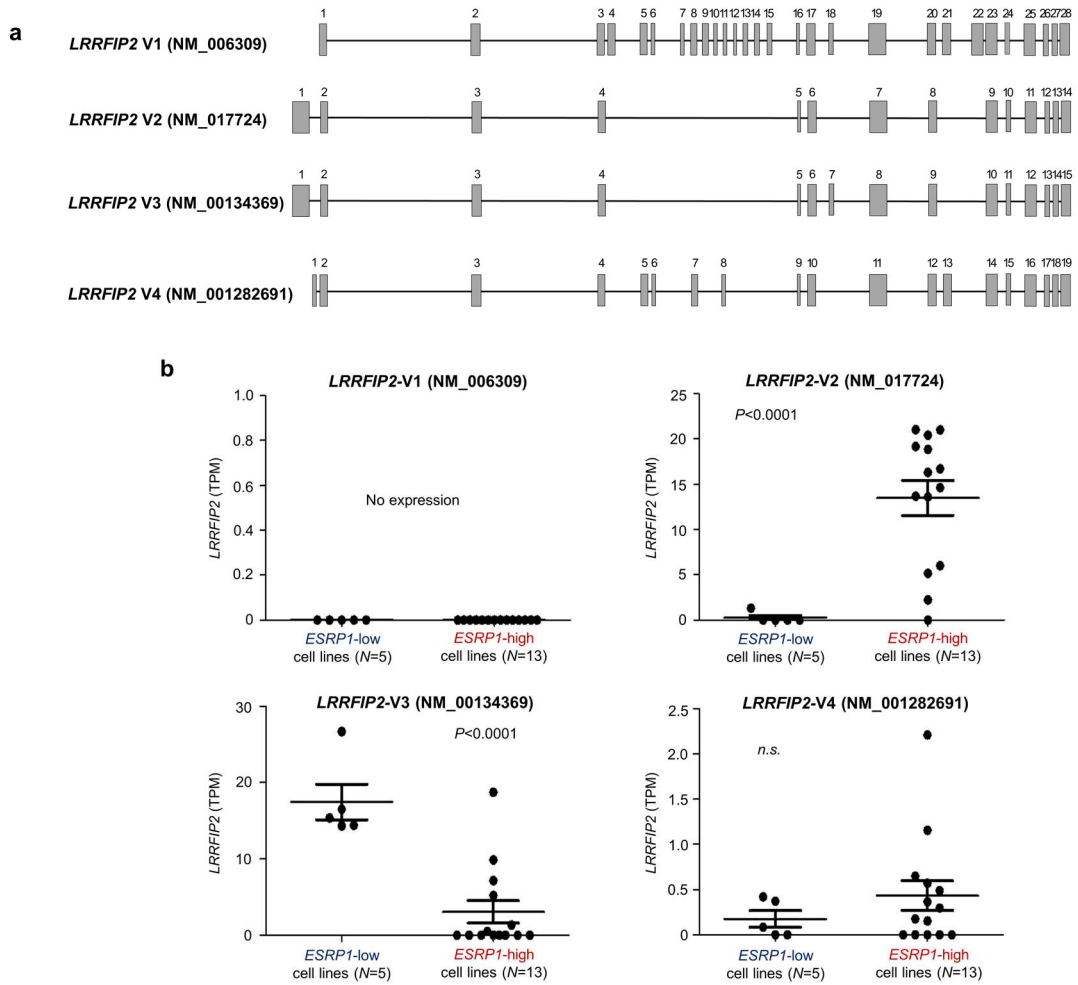 a
1 2 3 4 5 6 7 8 9 10 11 12 13 14 15 16 17 18 19 20 21 22 23 24 25 26 27 28
LRRFIP2 V1 (NM_006309)
1 2 3 4 5 6 7 8 9 10 11 12 13 14
LRRFIP2 V2 (NM_017724)
1 2 3 4 5 6 7 8 9 10 11 12 13 14 15
LRRFIP2 V3 (NM_00134369)
1 2 3 4 5 6 7 8 9 10 11 12 13 14 15 16 17 18 19
LRRFIP2 V4 (NM_001282691)
b
LRRFIP2-V1 (NM_006309)
LRRFIP2 (TPM)
1.0
0.8
0.6
0.4
0.2
0
No expression
ESRP1-low
cell lines (N=5)
ESRP1-high
cell lines (N=13)
LRRFIP2-V2 (NM_017724)
LRRFIP2 (TPM)
25
20
15
10
5
0
P<0.0001
ESRP1-low
cell lines (N=5)
ESRP1-high
cell lines (N=13)
LRRFIP2-V3 (NM_00134369)
LRRFIP2 (TPM)
30
20
10
0
P<0.0001
ESRP1-low
cell lines (N=5)
ESRP1-high
cell lines (N=13)
LRRFIP2-V4 (NM_001282691)
LRRFIP2 (TPM)
2.5
2.0
1.5
1.0
0.5
0
n.s.
ESRP1-low
cell lines (N=5)
ESRP1-high
cell lines (N=13)